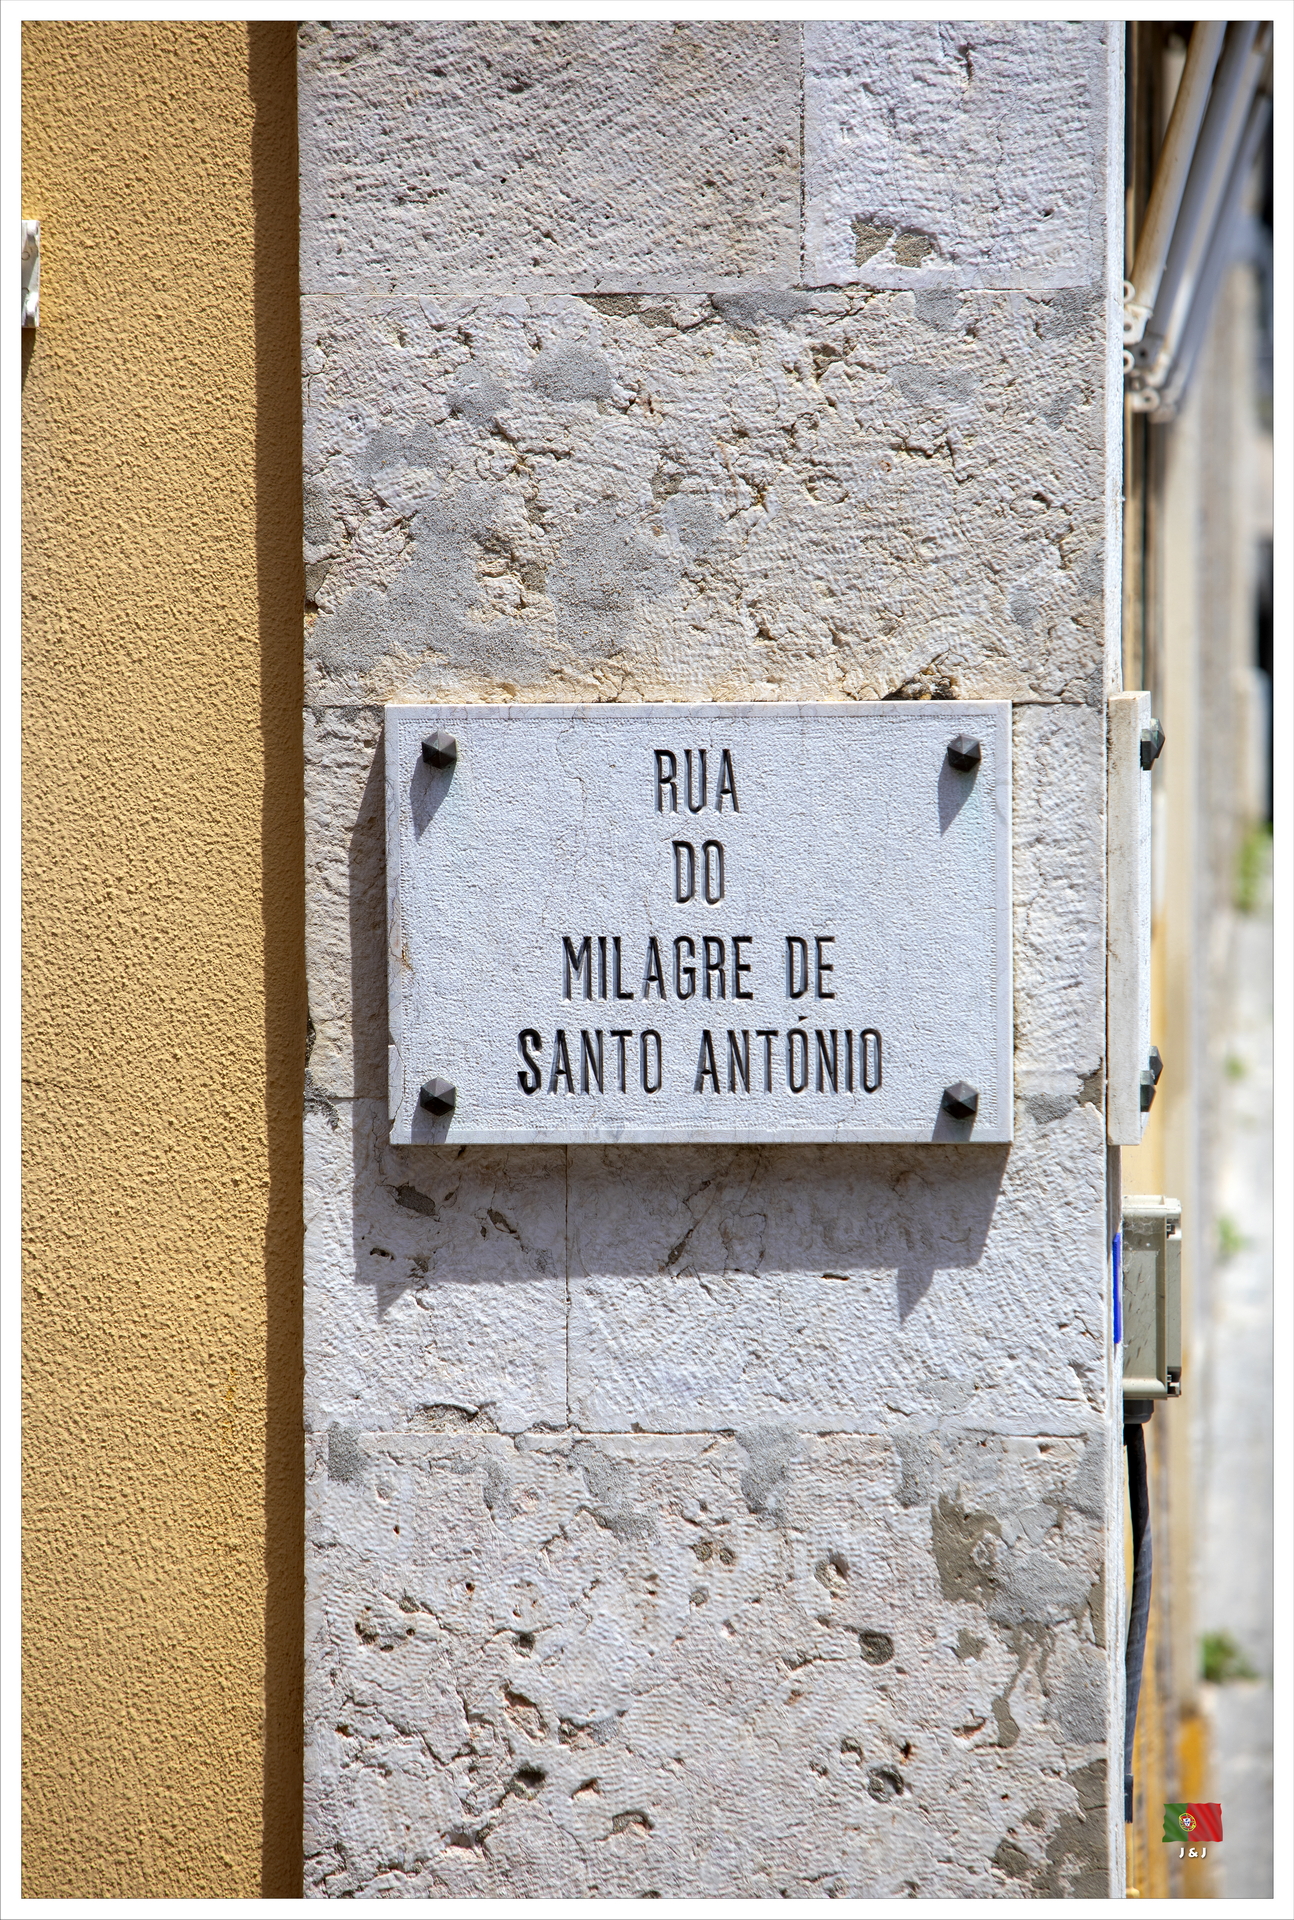 RUA
DO
MILAGRE DE
SANTO ANTÓNIO
J & J